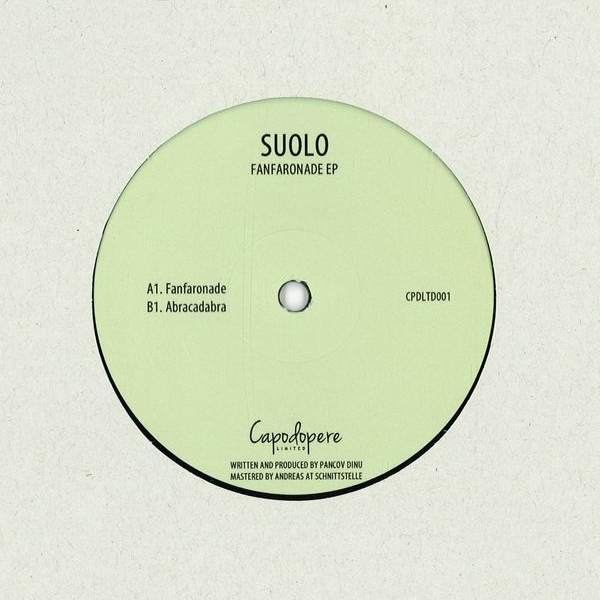 SUOLO
FANFARONADE EP
A1. Fanfaronade
B1. Abracadabra
CPDLTD001
Capodopere
LIMITED
WRITTEN AND PRODUCED BY PANCOV DINU
MASTERED BY ANDREAS AT SCHNITTSTELLE